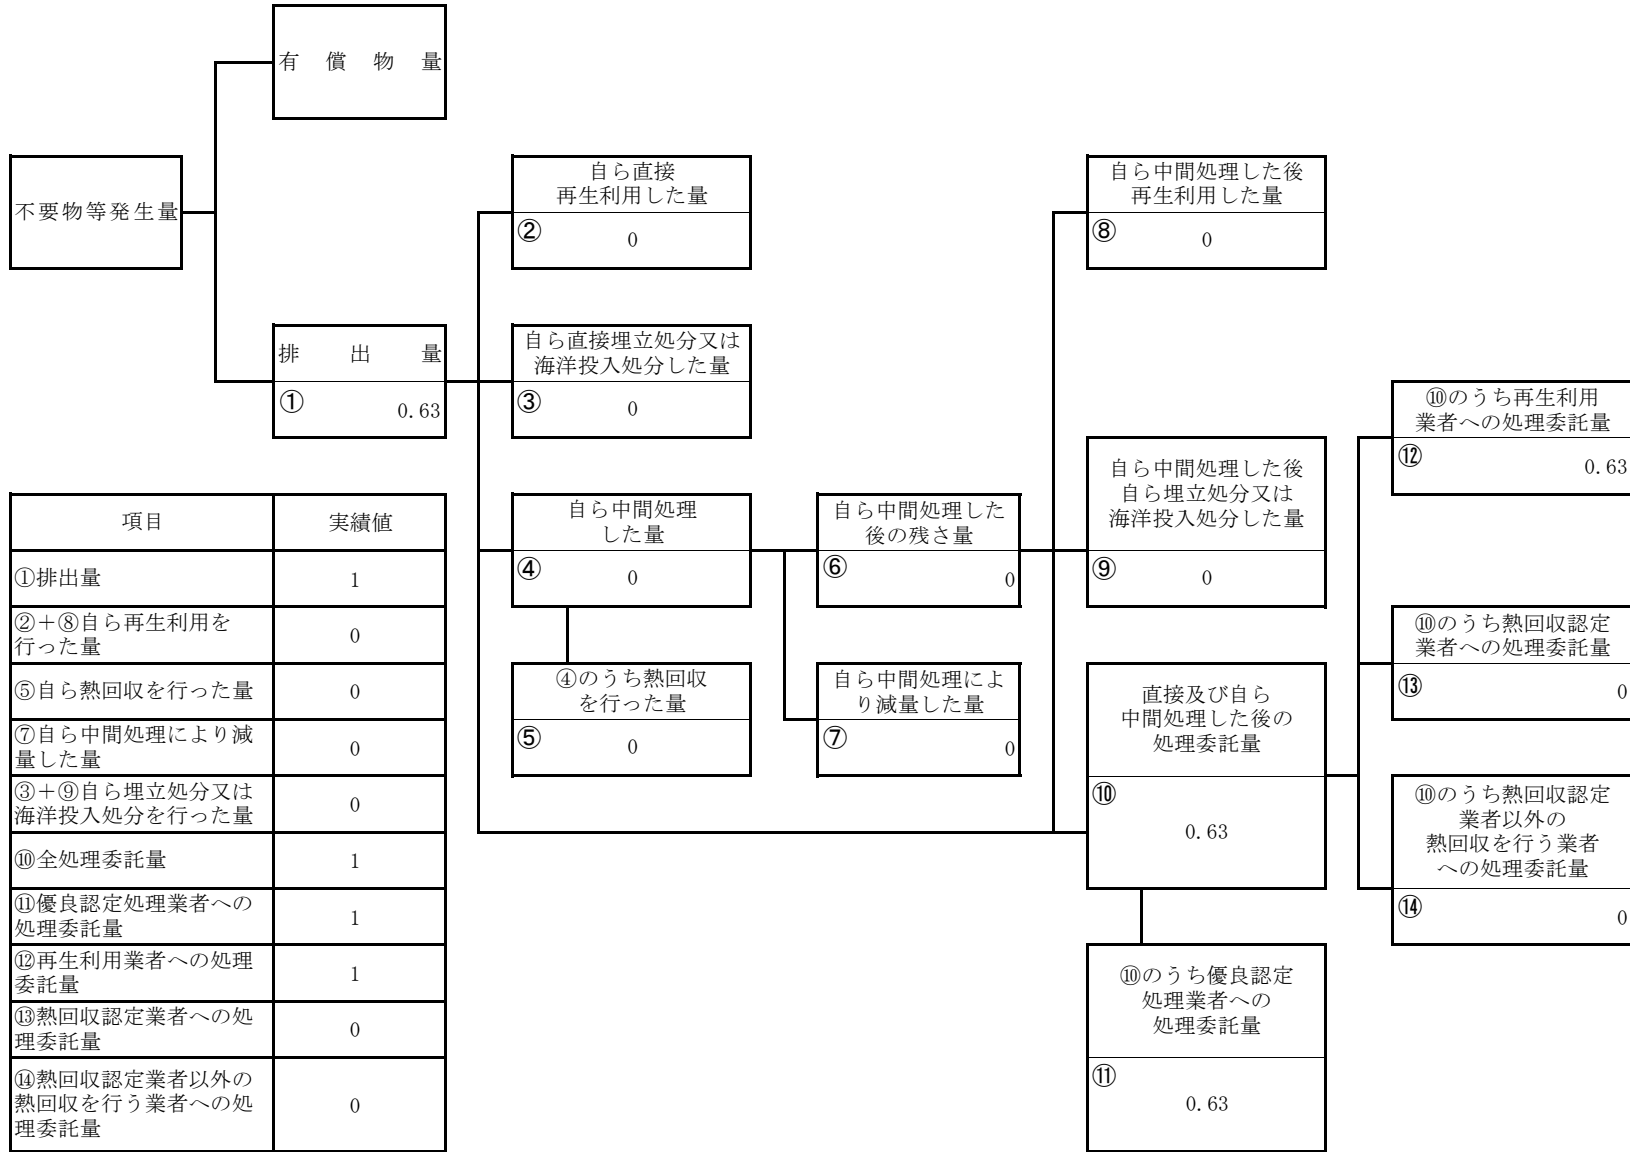 有償物量
不要物等発生量
排出量
① 0.63
自ら直接
再生利用した量
② 0
自ら直接埋立処分又は
海洋投入処分した量
③ 0
自ら中間処理
した量
④ 0
④のうち熱回収
を行った量
⑤ 0
自ら中間処理した
後の残さ量
⑥ 0
自ら中間処理によ
り減量した量
⑦ 0
自ら中間処理した後
再生利用した量
⑧ 0
自ら中間処理した後
自ら埋立処分又は
海洋投入処分した量
⑨ 0
直接及び自ら
中間処理した後の
処理委託量
⑩
0.63
⑩のうち優良認定
処理業者への
処理委託量
⑪
0.63
⑩のうち再生利用
業者への処理委託量
⑫ 0.63
⑩のうち熱回収認定
業者への処理委託量
⑬ 0
⑩のうち熱回収認定
業者以外の
熱回収を行う業者
への処理委託量
⑭ 0
項目 実績値
①排出量 1
②+⑧自ら再生利用を
行った量 0
⑤自ら熱回収を行った量 0
⑦自ら中間処理により減
量した量 0
③+⑨自ら埋立処分又は
海洋投入処分を行った量 0
⑩全処理委託量 1
⑪優良認定処理業者への
処理委託量 1
⑫再生利用業者への処理
委託量 1
⑬熱回収認定業者への処
理委託量 0
⑭熱回収認定業者以外の
熱回収を行う業者への処
理委託量 0